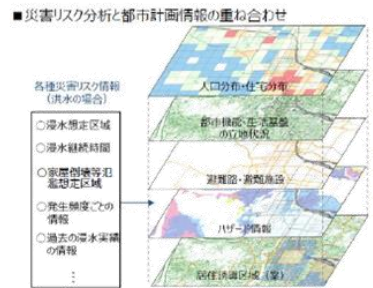 ■災害リスク分析と都市計画情報の重ね合わせ
各種災害リスク情報
(洪水の場合)
○浸水想定区域
○浸水継続時間
○家屋倒壊等氾
濫想定区域
○発生頻度ごとの
情報
○過去の浸水実績
の情報
⋮
人口分布・住宅分布
都市機能・生活基盤
の立地状況
避難路・避難施設
ハザード情報
居住誘導区域(案)